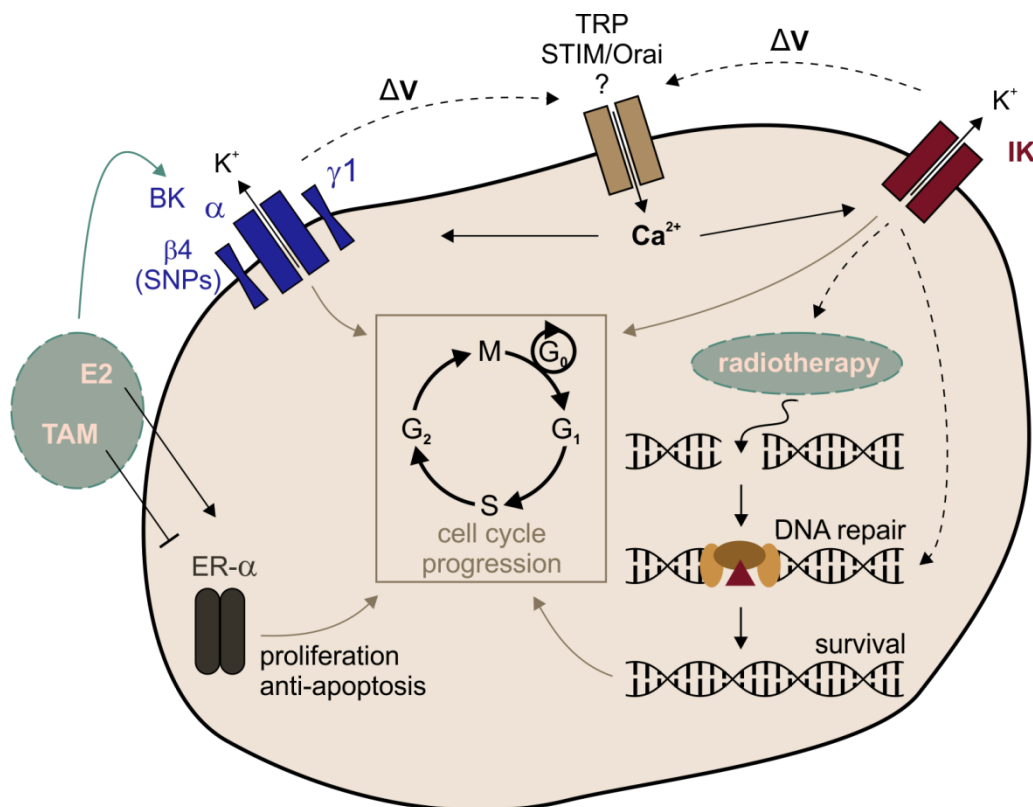 TRP
STIM/Orai
?
ΔV
ΔV
K⁺
IK
K⁺
BK
α
γ1
β4
(SNPs)
Ca²⁺
E2
TAM
M
G₀
G₁
S
G₂
cell cycle
progression
radiotherapy
DNA repair
survival
ER-α
proliferation
anti-apoptosis